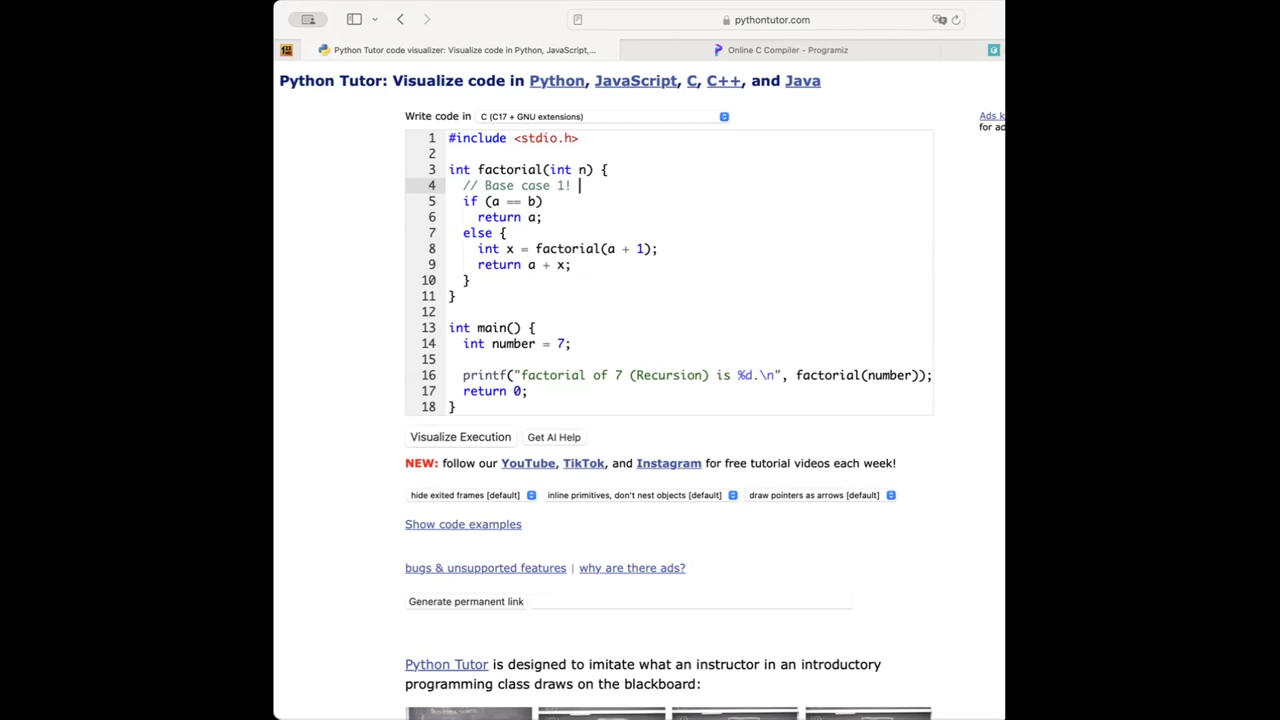 pythontutor.com
Python Tutor code visualizer: Visualize code in Python, JavaScript,...
Online C Compiler - Programiz
Python Tutor: Visualize code in Python, JavaScript, C, C++, and Java
Write code in C (C17 + GNU extensions)
Ads k
for ad
1 #include <stdio.h>
2
3 int factorial(int n) {
4   // Base case 1!
5   if (a == b)
6     return a;
7   else {
8     int x = factorial(a + 1);
9     return a + x;
10   }
11 }
12
13 int main() {
14   int number = 7;
15
16   printf("factorial of 7 (Recursion) is %d.\n", factorial(number));
17   return 0;
18 }
Visualize Execution Get AI Help
NEW: follow our YouTube, TikTok, and Instagram for free tutorial videos each week!
hide exited frames [default] inline primitives, don't nest objects [default] draw pointers as arrows [default]
Show code examples
bugs & unsupported features | why are there ads?
Generate permanent link
Python Tutor is designed to imitate what an instructor in an introductory
programming class draws on the blackboard: